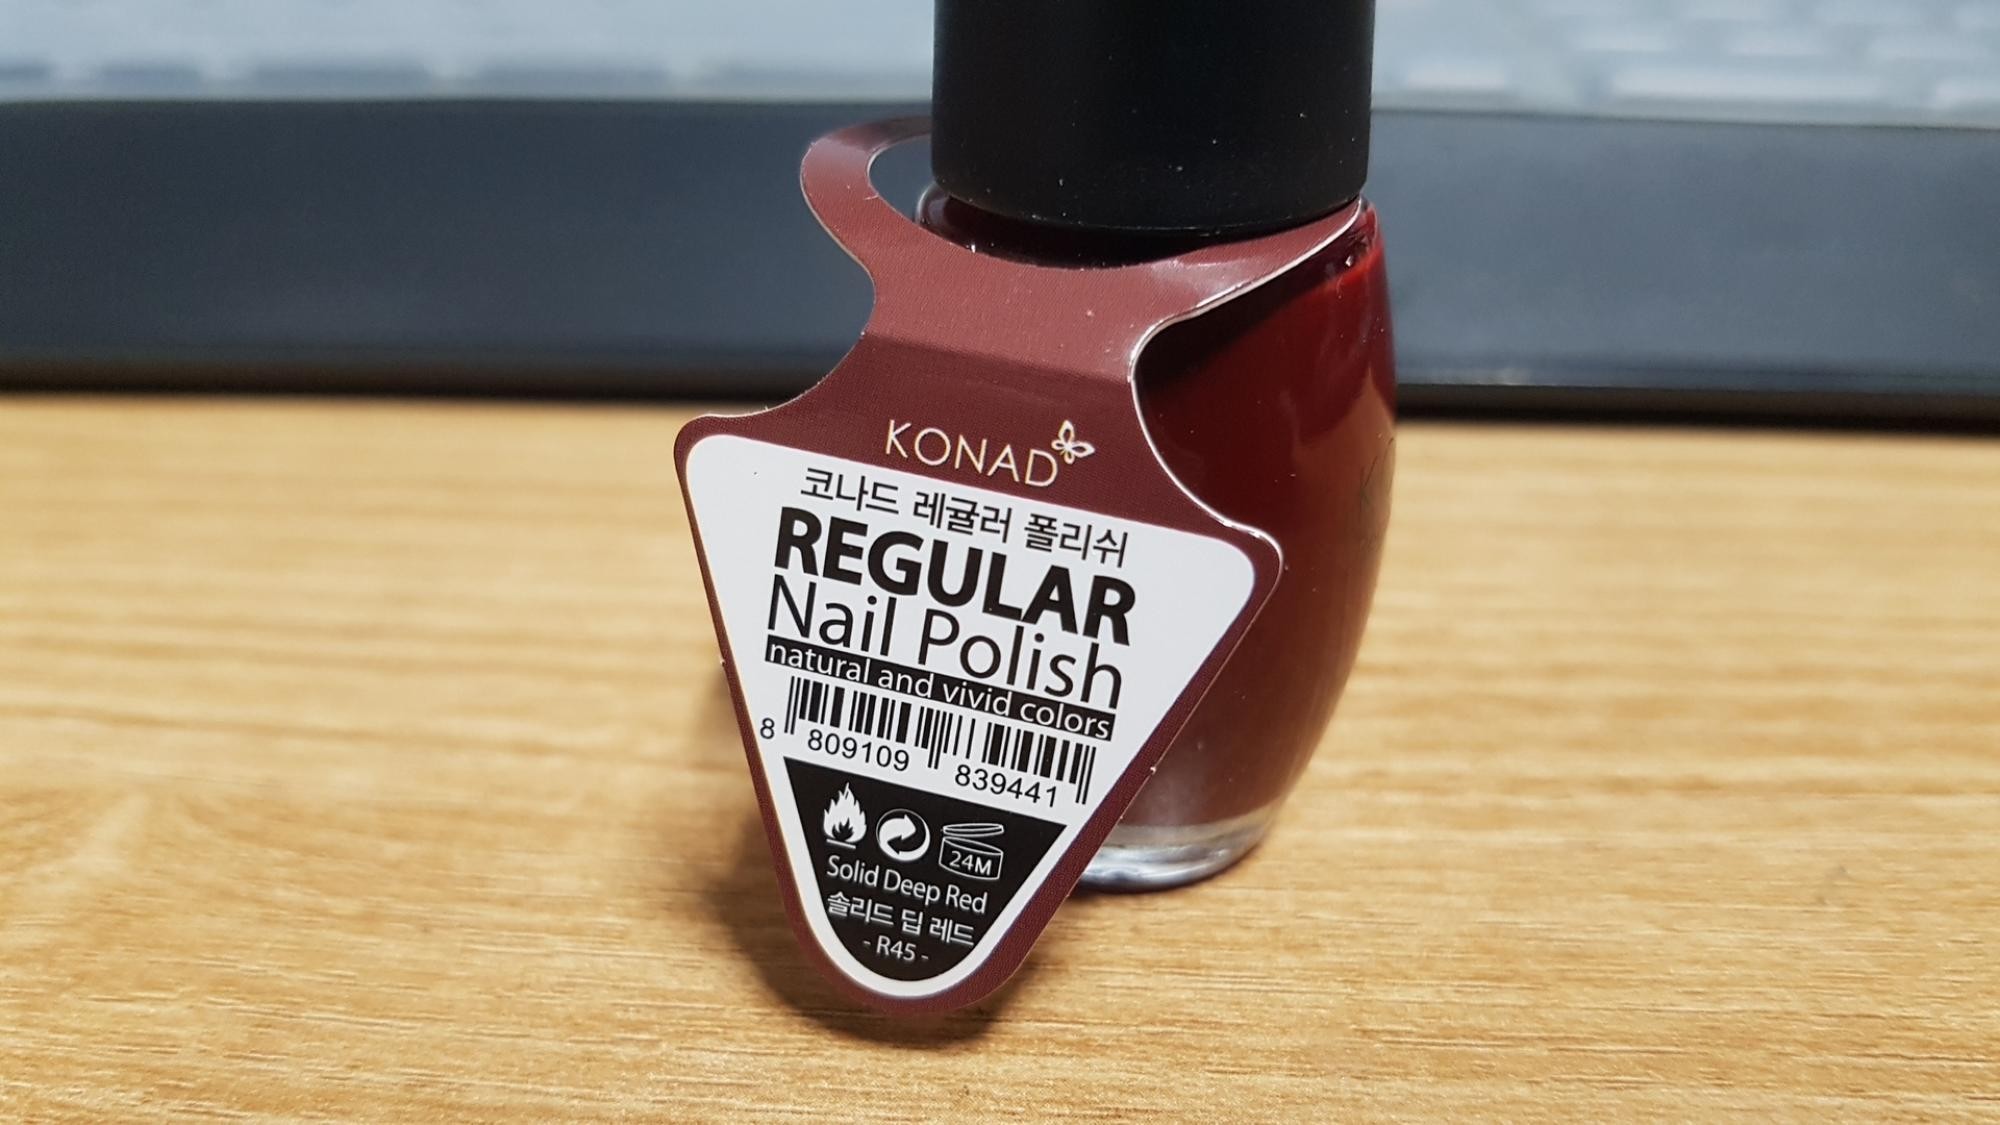 KONAD
코나드 레귤러 폴리쉬
REGULAR
Nail Polish
natural and vivid colors
8 809109 839441
24M
Solid Deep Red
솔리드 딥 레드
- R45 -